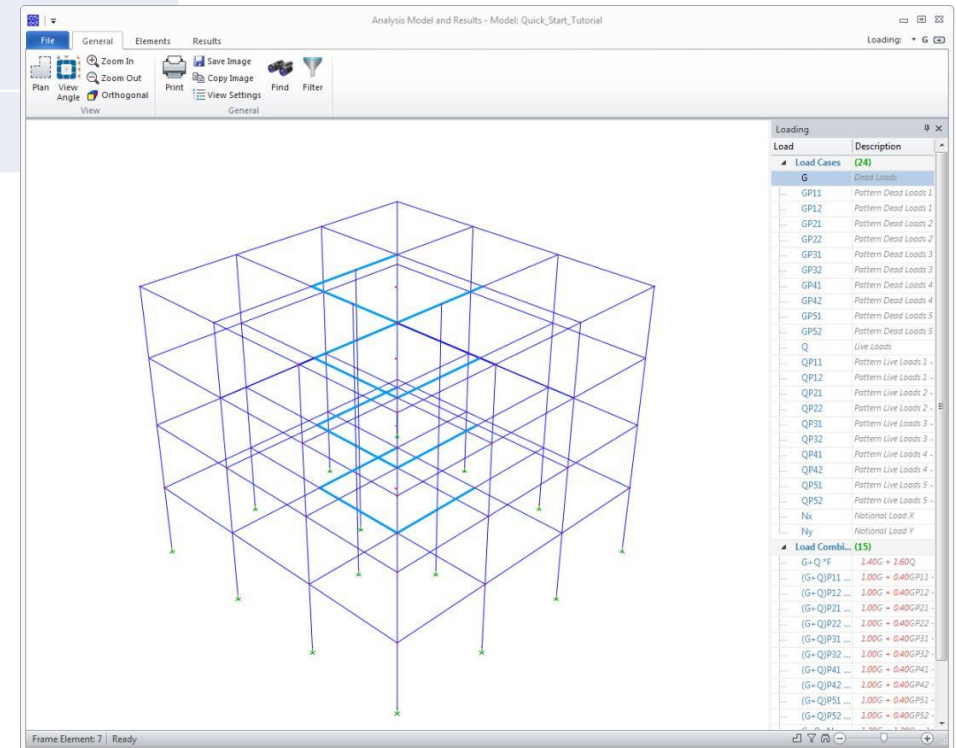 Analysis Model and Results - Model: Quick_Start_Tutorial
File General Elements Results Loading: G
Plan
View Angle
Zoom In
Zoom Out
Orthogonal
View
Print
Save Image
Copy Image
View Settings
Find
Filter
General
Loading
Load Description
Load Cases (24)
G Dead Loads
GP11 Pattern Dead Loads 1
GP12 Pattern Dead Loads 1
GP21 Pattern Dead Loads 2
GP22 Pattern Dead Loads 2
GP31 Pattern Dead Loads 3
GP32 Pattern Dead Loads 3
GP41 Pattern Dead Loads 4
GP42 Pattern Dead Loads 4
GP51 Pattern Dead Loads 5
GP52 Pattern Dead Loads 5
Q Live Loads
QP11 Pattern Live Loads 1 -
QP12 Pattern Live Loads 1 -
QP21 Pattern Live Loads 2 -
QP22 Pattern Live Loads 2 -
QP31 Pattern Live Loads 3 -
QP32 Pattern Live Loads 3 -
QP41 Pattern Live Loads 4 -
QP42 Pattern Live Loads 4 -
QP51 Pattern Live Loads 5 -
QP52 Pattern Live Loads 5 -
Nx Notional Load X
Ny Notional Load Y
Load Combi... (15)
G+Q*F 1.40G + 1.60Q
(G+Q)P11 ... 1.00G + 0.40GP11 -
(G+Q)P12 ... 1.00G + 0.40GP12 -
(G+Q)P21 ... 1.00G + 0.40GP21 -
(G+Q)P22 ... 1.00G + 0.40GP22 -
(G+Q)P31 ... 1.00G + 0.40GP31 -
(G+Q)P32 ... 1.00G + 0.40GP32 -
(G+Q)P41 ... 1.00G + 0.40GP41 -
(G+Q)P42 ... 1.00G + 0.40GP42 -
(G+Q)P51 ... 1.00G + 0.40GP51 -
(G+Q)P52 ... 1.00G + 0.40GP52 -
Frame Element: 7 Ready